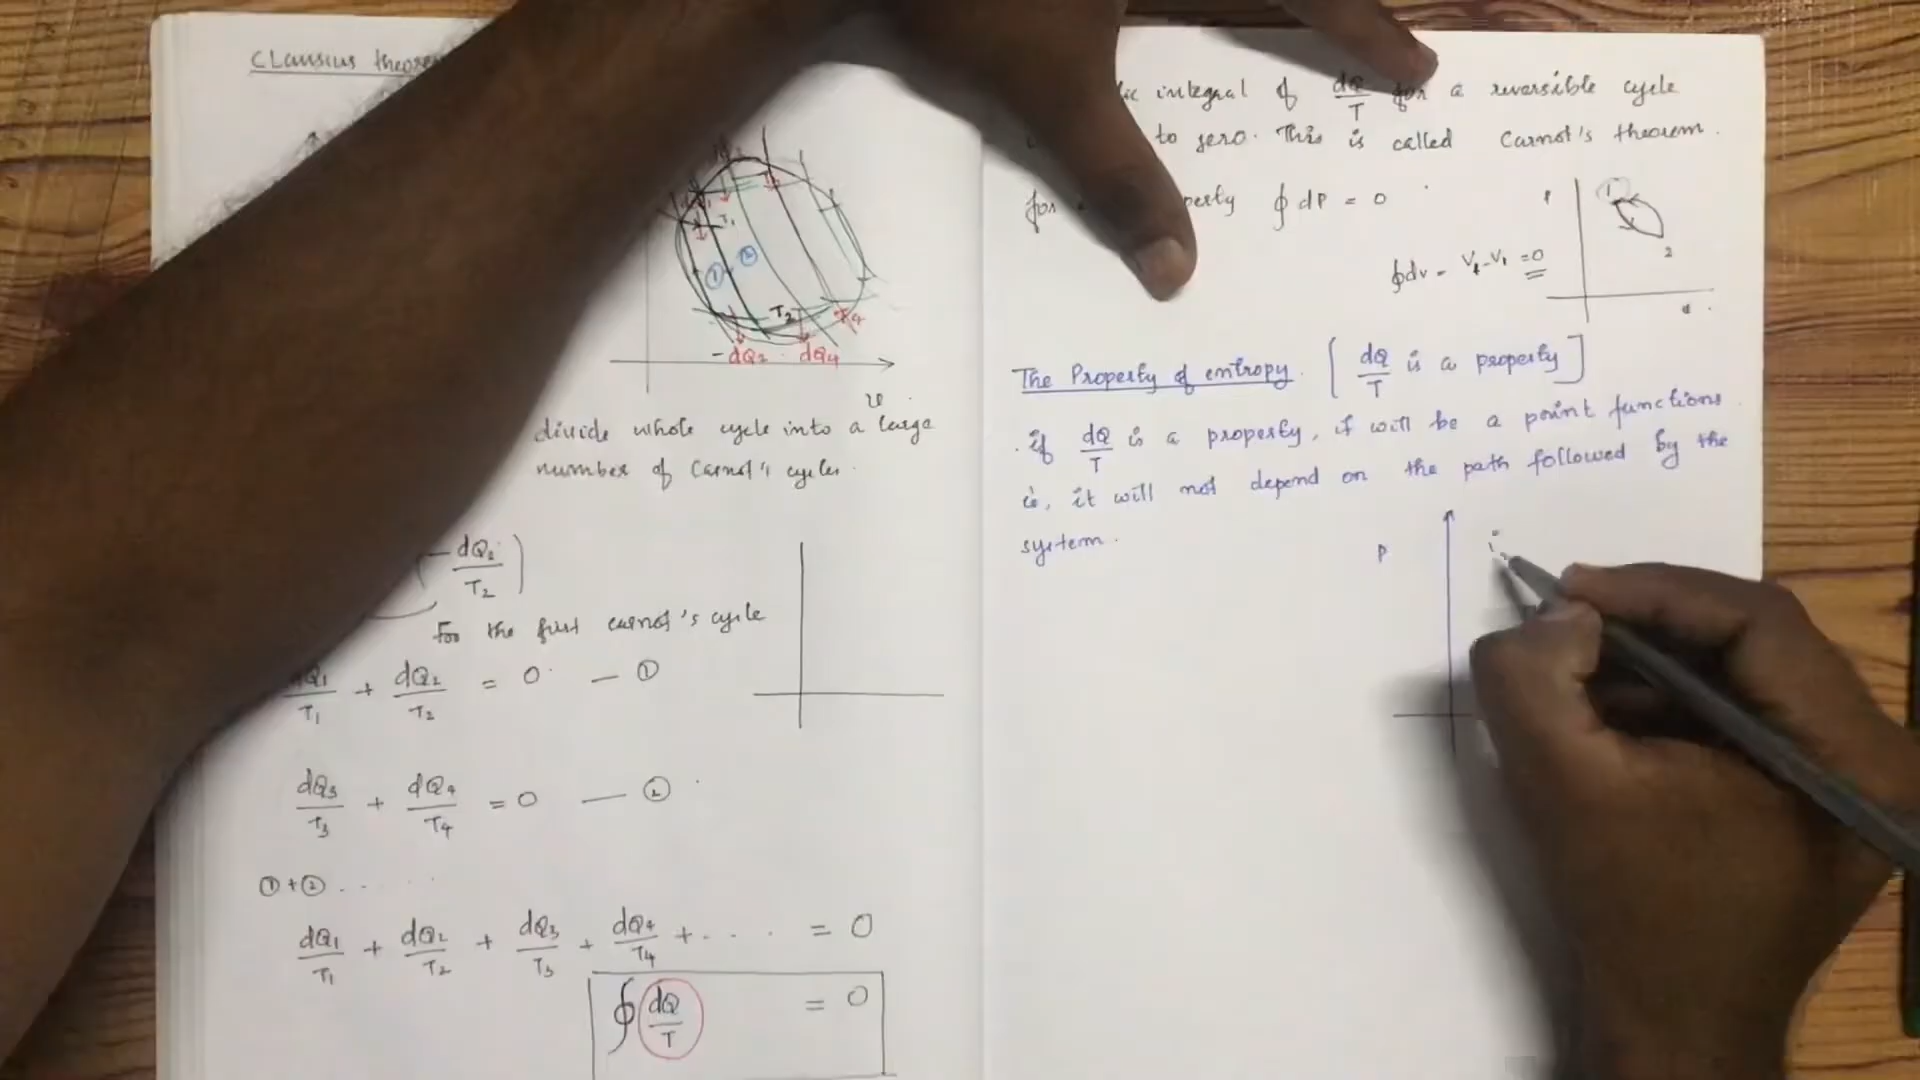 Clausius
T₁
① ②
T₂
-dQ₂ . dQ₄
v
divide whole cycle into a large
number of Carnot's cycles.
(-dQ₂/T₂)
For the first carnot's cycle
dQ₁/T₁ + dQ₂/T₂ = 0 — ①
dQ₃/T₃ + dQ₄/T₄ = 0 — ②
① + ② . . . . . .
dQ₁/T₁ + dQ₂/T₂ + dQ₃/T₃ + dQ₄/T₄ + . . . . = 0
∮ dQ/T = 0
integral of dQ/T for a reversible cycle
to zero. This is called Carnot's theorem.
for ∮ dP = 0
1
2
∮dv = = 0
The Property of entropy. [dQ/T is a property]
. if dQ/T is a property, it will be a point functions.
ie, it will not depend on the path followed by the
system.
P